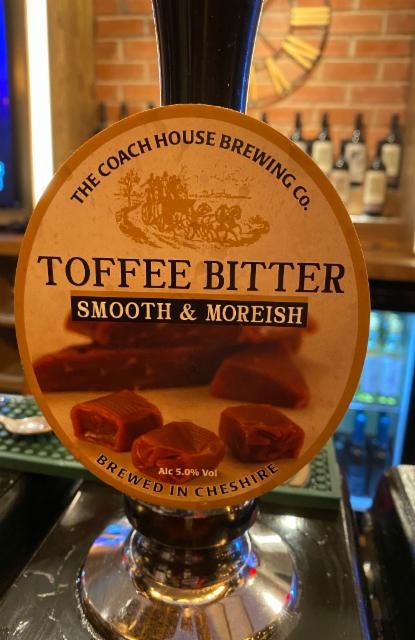 THE COACH HOUSE BREWING Co.
TOFFEE BITTER
SMOOTH & MOREISH
Alc 5.0% Vol
BREWED IN CHESHIRE